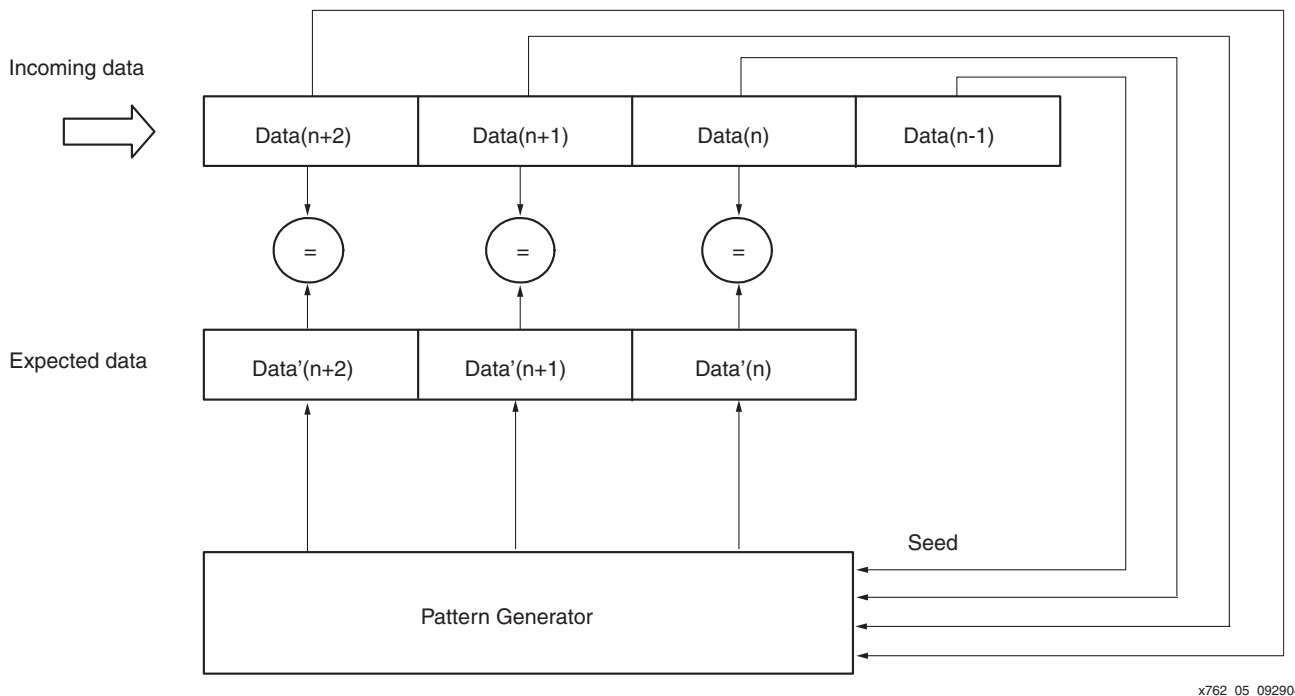 Incoming data
Data(n+2) Data(n+1) Data(n) Data(n-1)
= = =
Expected data
Data’(n+2) Data’(n+1) Data’(n)
Seed
Pattern Generator
x762_05_09290